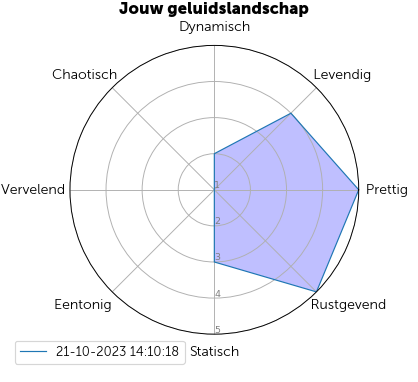 Jouw geluidslandschap
Dynamisch
Chaotisch
Levendig
Vervelend
1
Prettig
2
3
4
Eentonig
Rustgevend
5
21-10-2023 14:10:18
Statisch